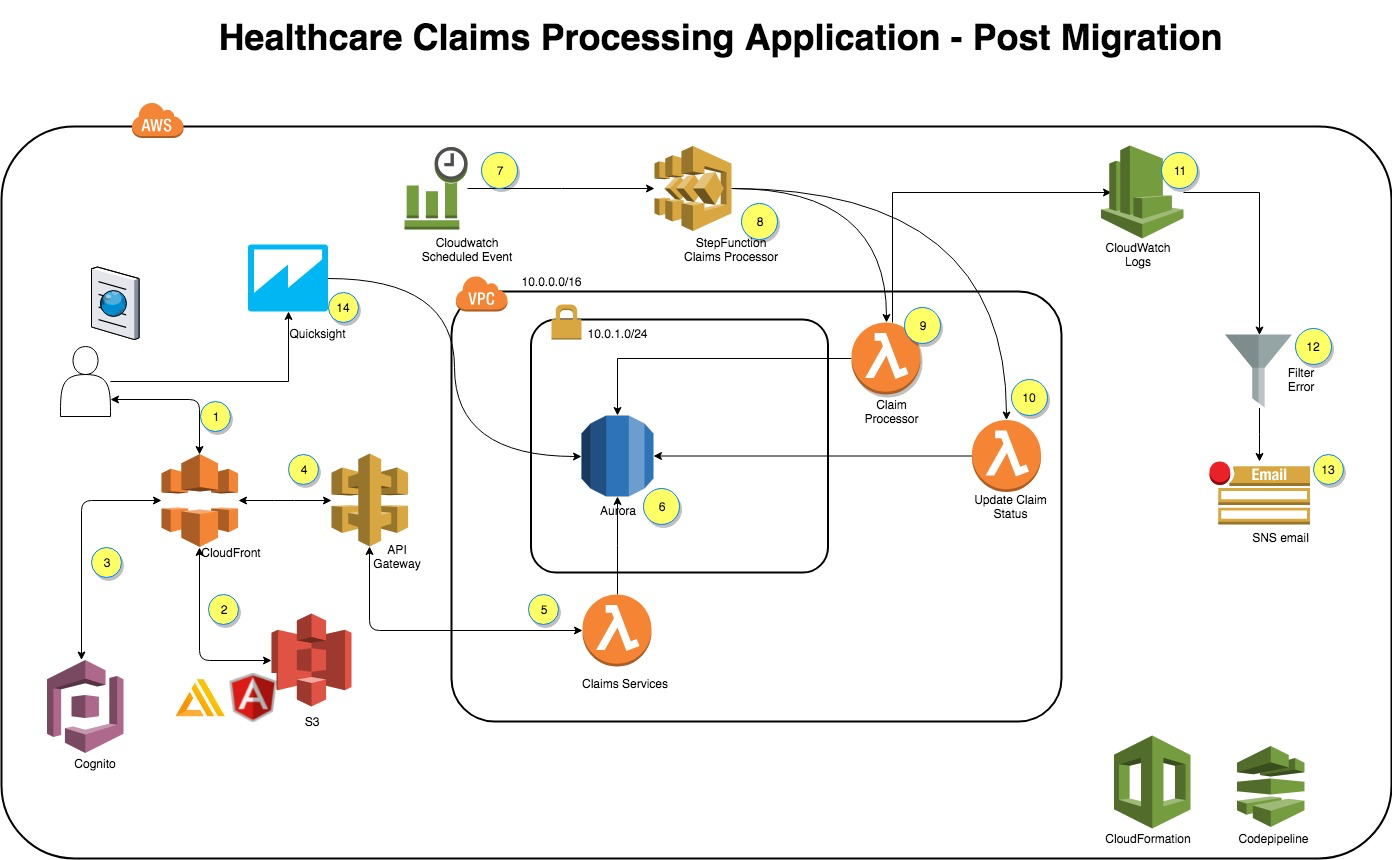 Healthcare Claims Processing Application - Post Migration
AWS
7
Cloudwatch
Scheduled Event
8
StepFunction
Claims Processor
11
CloudWatch
Logs
14
Quicksight
10.0.0.0/16
VPC
10.0.1.0/24
9
Claim
Processor
12
Filter
Error
1
10
4
6
Aurora
Update Claim
Status
13
Email
SNS email
CloudFront
API
Gateway
3
2
5
Claims Services
A
S3
Cognito
CloudFormation
Codepipeline